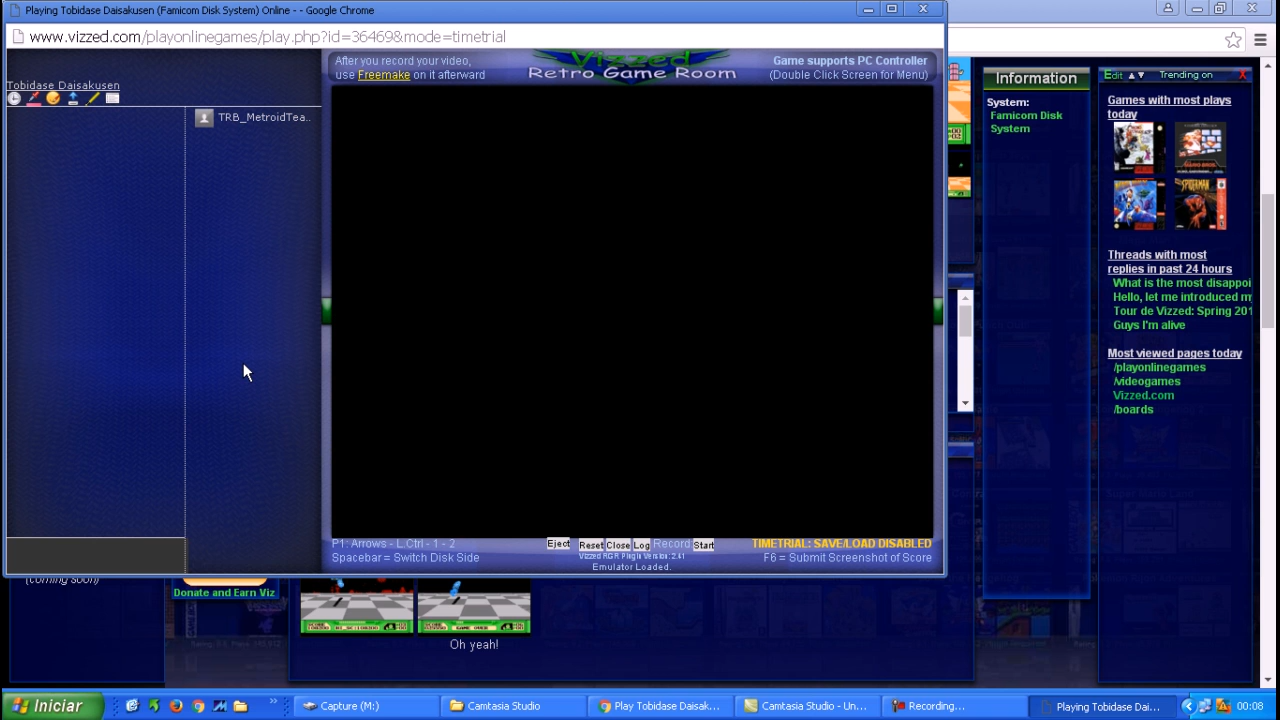 Playing Tobidase Daisakusen (Famicom Disk System) Online - - Google Chrome
www.vizzed.com/playonlinegames/play.php?id=36469&mode=timetrial
After you record your video,
use Freemake on it afterward
Vizzed
Retro Game Room
Game supports PC Controller
(Double Click Screen for Menu)
Tobidase Daisakusen
TRB_MetroidTea..
P1: Arrows - L,Ctrl - 1 - 2
Spacebar = Switch Disk Side
Eject
Reset Close Log Record Start
Vizzed RGR Plugin Version: 2.41
Emulator Loaded.
TIMETRIAL: SAVE/LOAD DISABLED
F6 = Submit Screenshot of Score
Information
System:
Famicom Disk
System
Edit ▲▼ Trending on X
Games with most plays
today
Threads with most
replies in past 24 hours
What is the most disappoi
Hello, let me introduced m
Tour de Vizzed: Spring 201
Guys I'm alive
Most viewed pages today
/playonlinegames
/videogames
Vizzed.com
/boards
(coming soon)
Donate and Earn Viz
Oh yeah!
Iniciar
Capture (M:)
Camtasia Studio
Play Tobidase Daisak...
Camtasia Studio - Un...
Recording...
Playing Tobidase Dai...
00:08